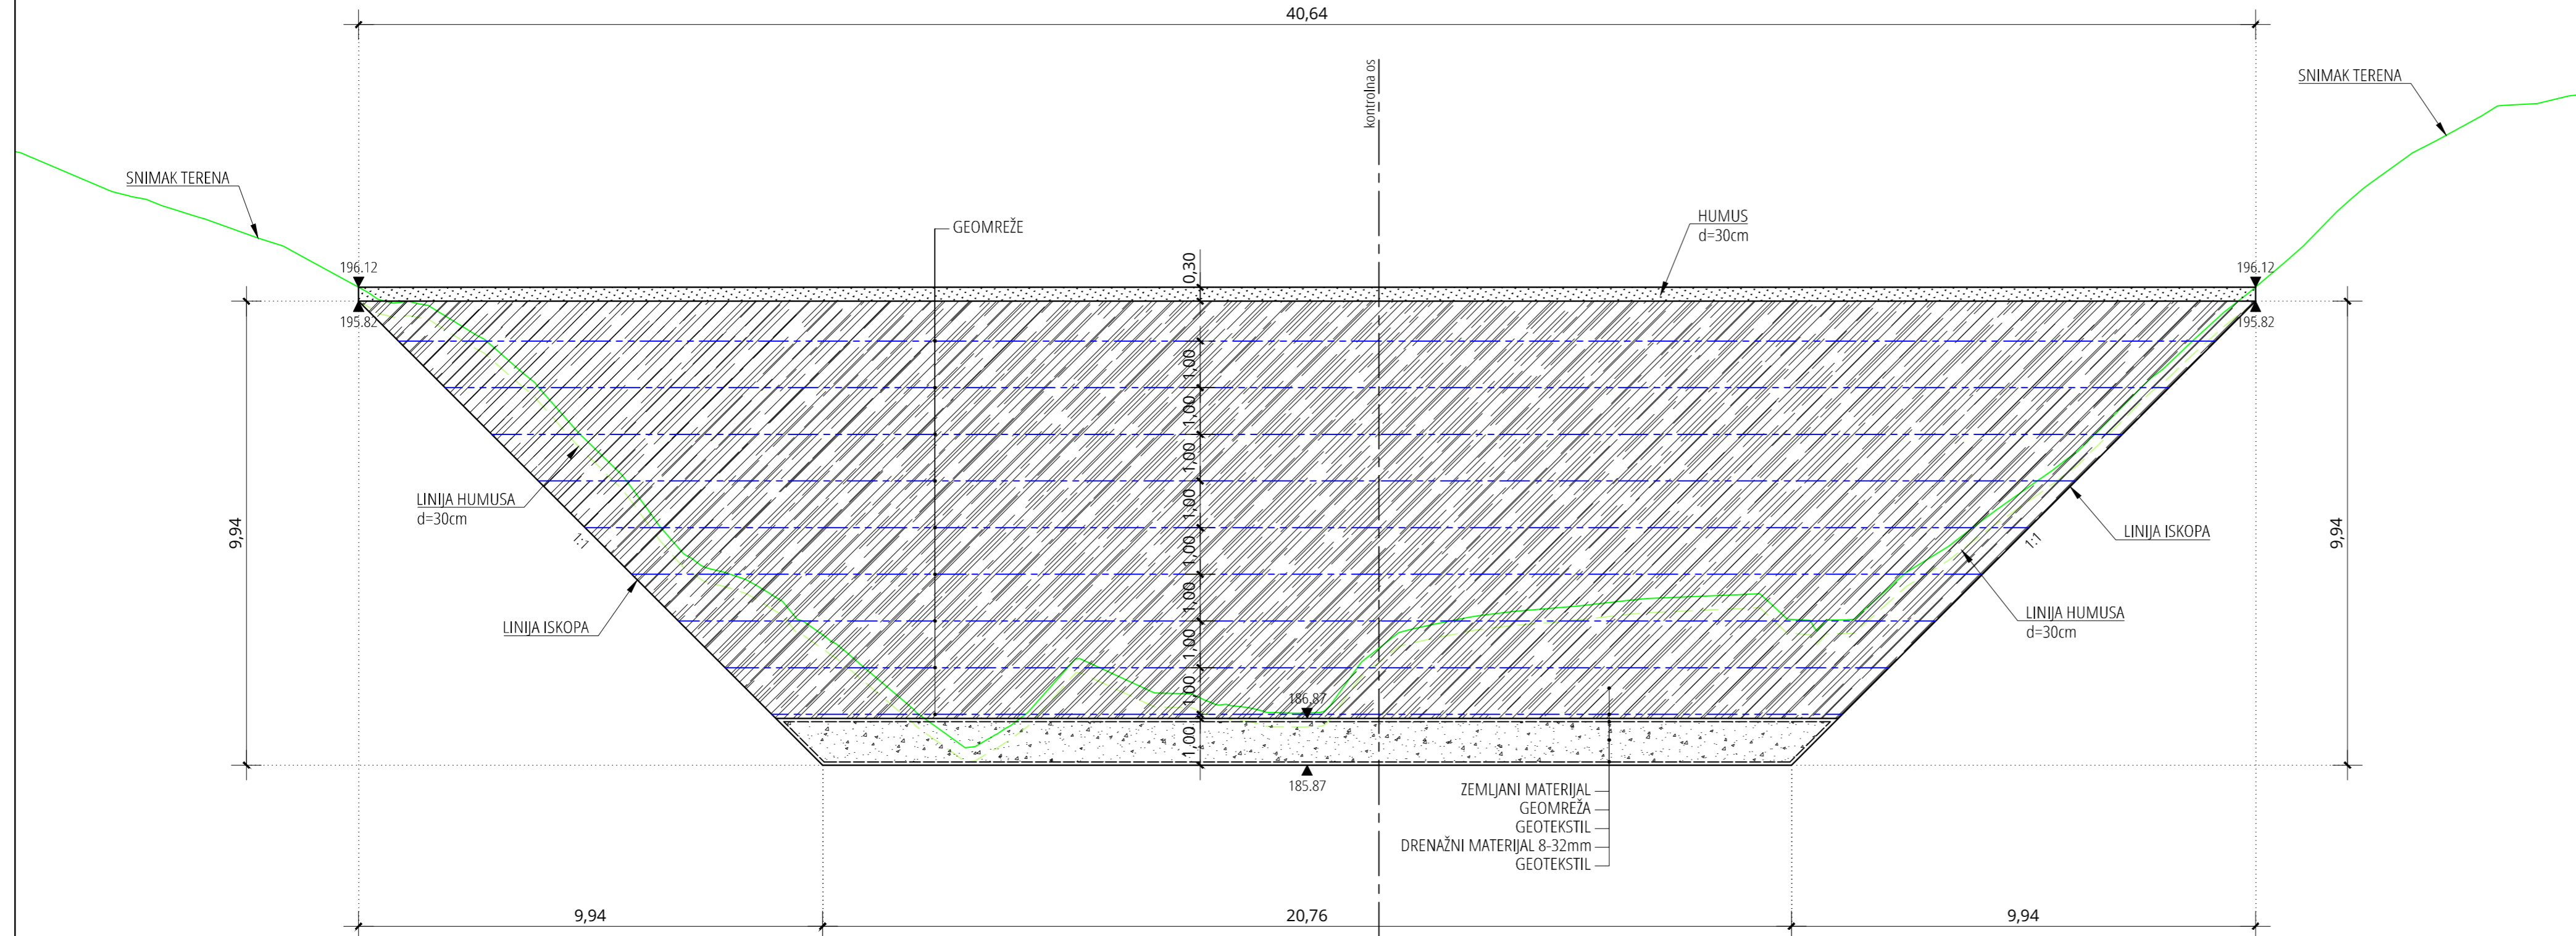 40,64
kontrolna os
SNIMAK TERENA
SNIMAK TERENA
GEOMREŽE
HUMUS
d=30cm
196.12
0,30
196.12
195.82
195.82
1,00
1,00
1,00
1,00
1,00
1,00
1,00
1,00
1,00
LINIJA HUMUSA
d=30cm
9,94
1:1
LINIJA ISKOPA
1:1
LINIJA ISKOPA
9,94
LINIJA HUMUSA
d=30cm
186.87
185.87
ZEMLJANI MATERIJAL
GEOMREŽA
GEOTEKSTIL
DRENAŽNI MATERIJAL 8-32mm
GEOTEKSTIL
9,94
20,76
9,94